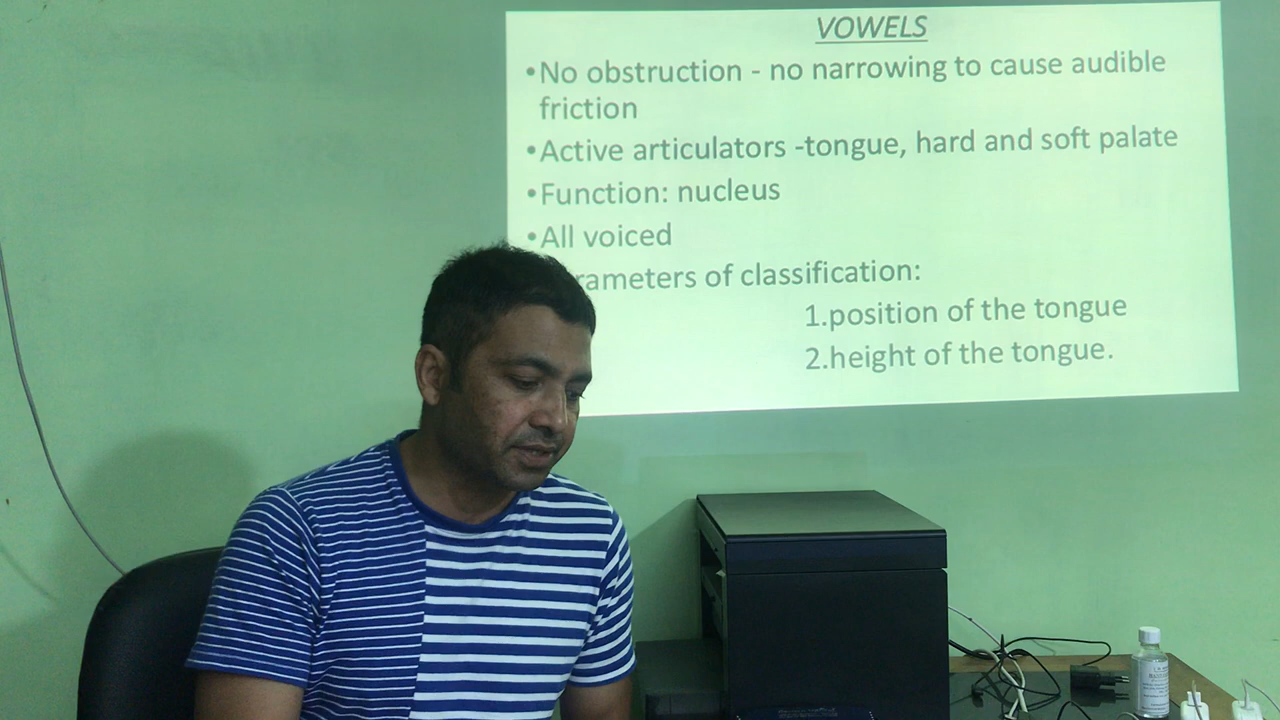 VOWELS
•No obstruction - no narrowing to cause audible
friction
•Active articulators -tongue, hard and soft palate
•Function: nucleus
•All voiced
rameters of classification:
1.position of the tongue
2.height of the tongue.